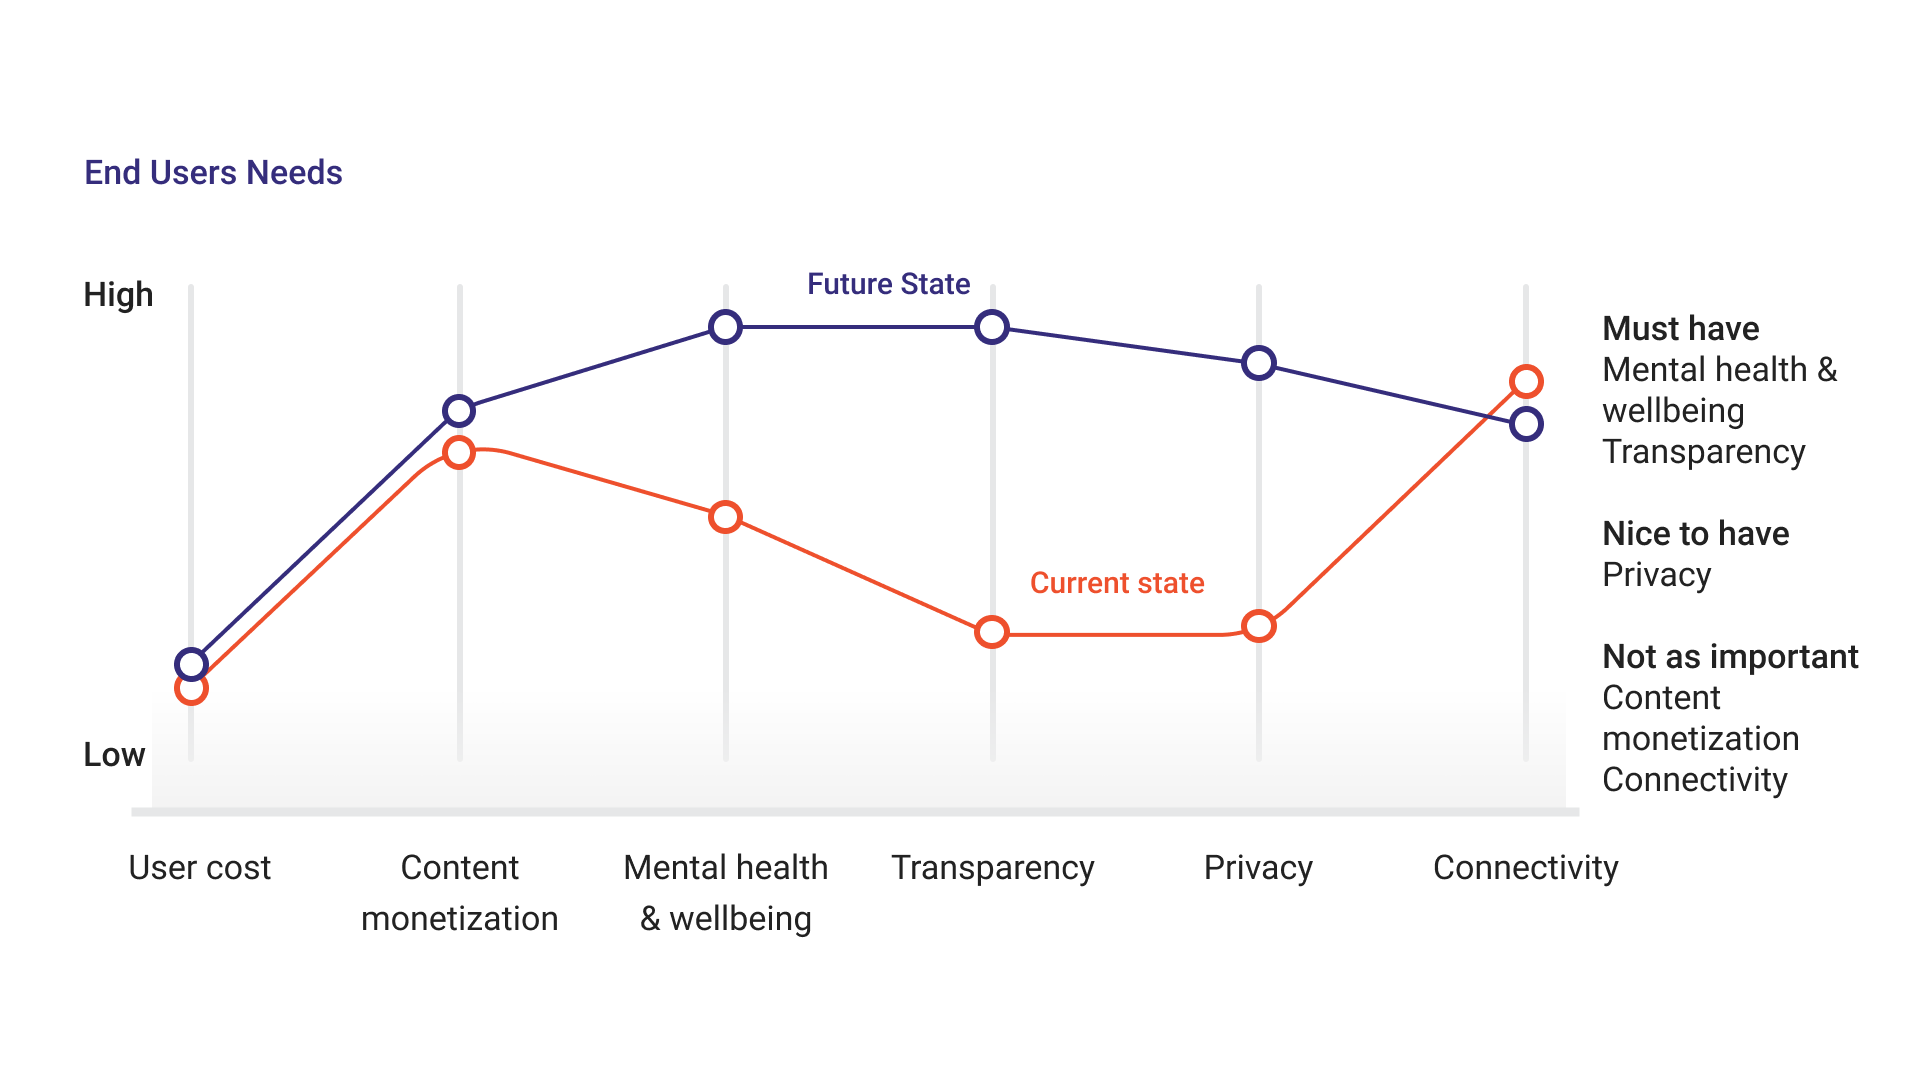 End Users Needs
High
Future State
Current state
Low
User cost
Content
monetization
Mental health
& wellbeing
Transparency
Privacy
Connectivity
Must have
Mental health &
wellbeing
Transparency
Nice to have
Privacy
Not as important
Content
monetization
Connectivity